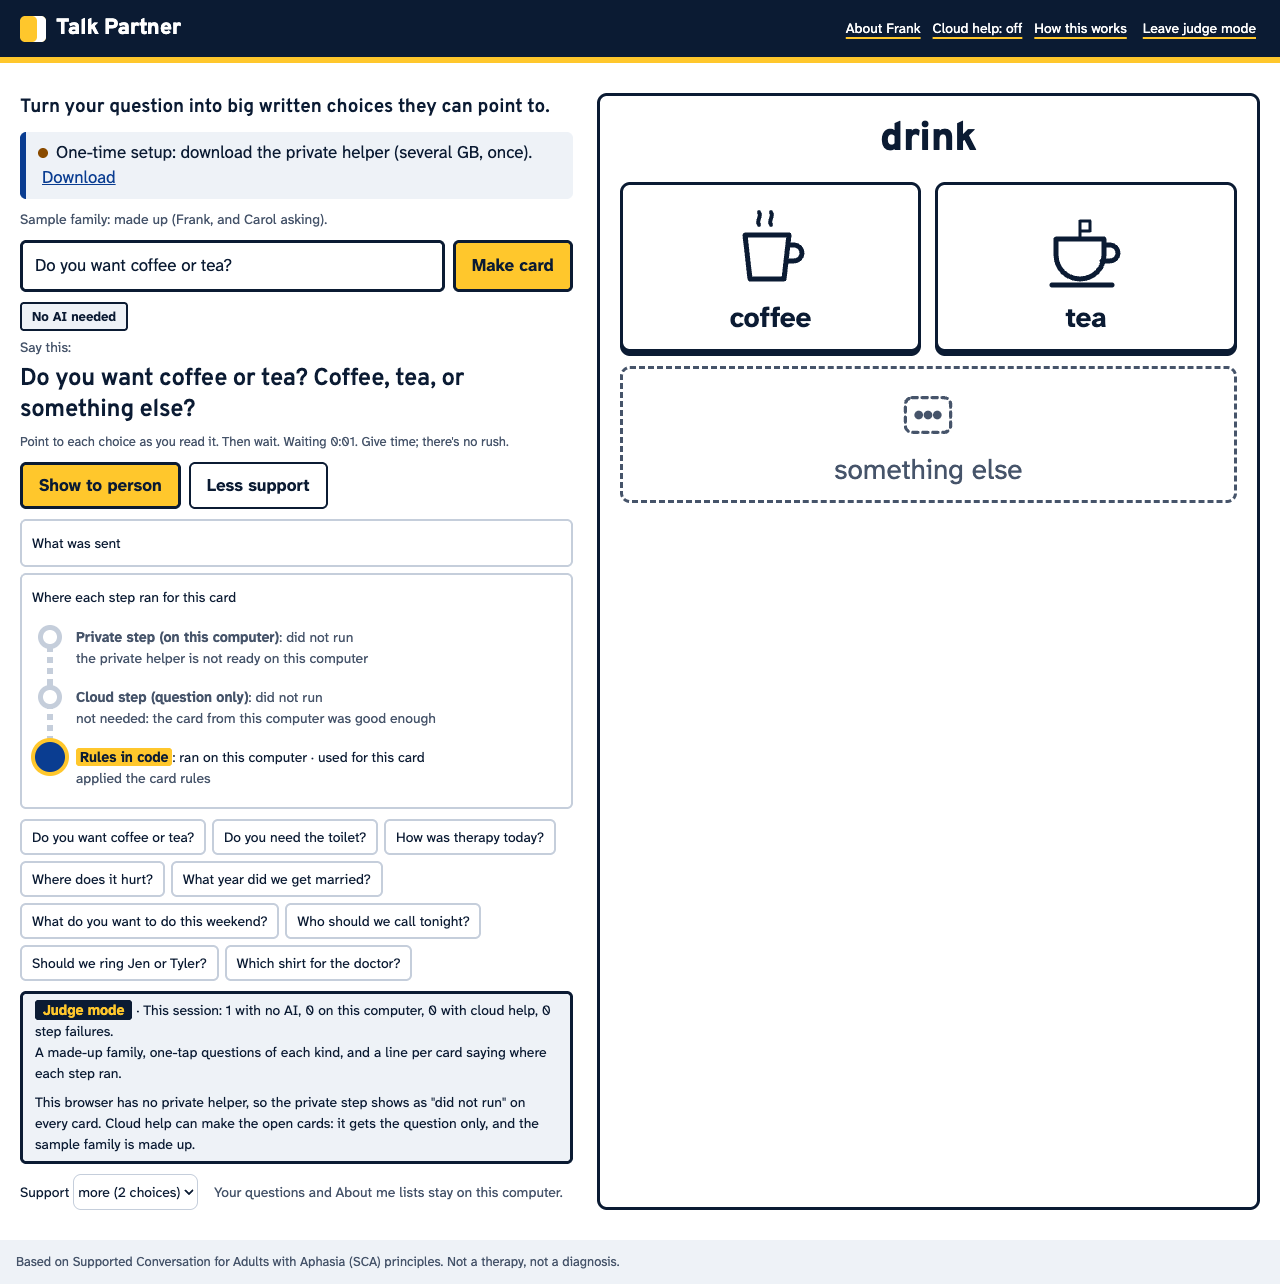 Talk Partner
About Frank
Cloud help: off
How this works
Leave judge mode
Turn your question into big written choices they can point to.
One-time setup: download the private helper (several GB, once).
Download
Sample family: made up (Frank, and Carol asking).
Do you want coffee or tea?
Make card
No AI needed
Say this:
Do you want coffee or tea? Coffee, tea, or
something else?
Point to each choice as you read it. Then wait. Waiting 0:01. Give time; there's no rush.
Show to person
Less support
What was sent
Where each step ran for this card
Private step (on this computer): did not run
the private helper is not ready on this computer
Cloud step (question only): did not run
not needed: the card from this computer was good enough
Rules in code: ran on this computer · used for this card
applied the card rules
Do you want coffee or tea?
Do you need the toilet?
How was therapy today?
Where does it hurt?
What year did we get married?
What do you want to do this weekend?
Who should we call tonight?
Should we ring Jen or Tyler?
Which shirt for the doctor?
Judge mode · This session: 1 with no AI, 0 on this computer, 0 with cloud help, 0
step failures.
A made-up family, one-tap questions of each kind, and a line per card saying where
each step ran.
This browser has no private helper, so the private step shows as "did not run" on
every card. Cloud help can make the open cards: it gets the question only, and the
sample family is made up.
Support
more (2 choices)
Your questions and About me lists stay on this computer.
drink
coffee
tea
something else
Based on Supported Conversation for Adults with Aphasia (SCA) principles. Not a therapy, not a diagnosis.